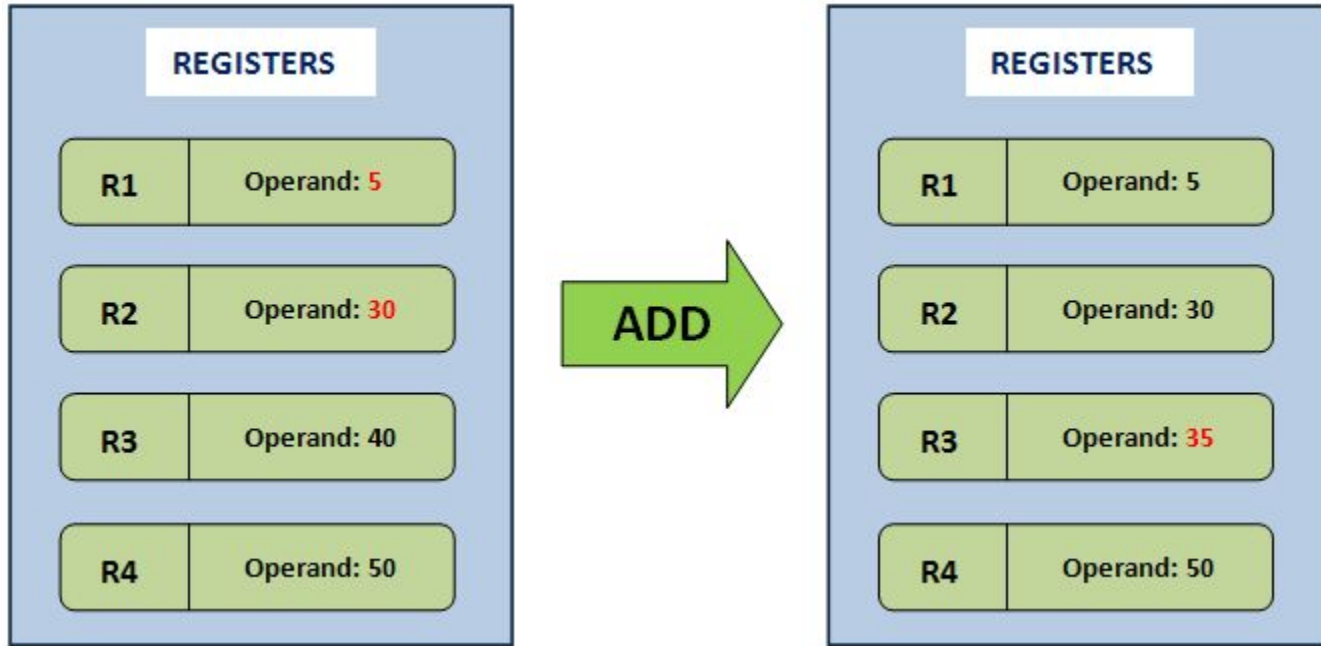 REGISTERS
R1 Operand: 5
R2 Operand: 30
R3 Operand: 40
R4 Operand: 50
ADD
REGISTERS
R1 Operand: 5
R2 Operand: 30
R3 Operand: 35
R4 Operand: 50